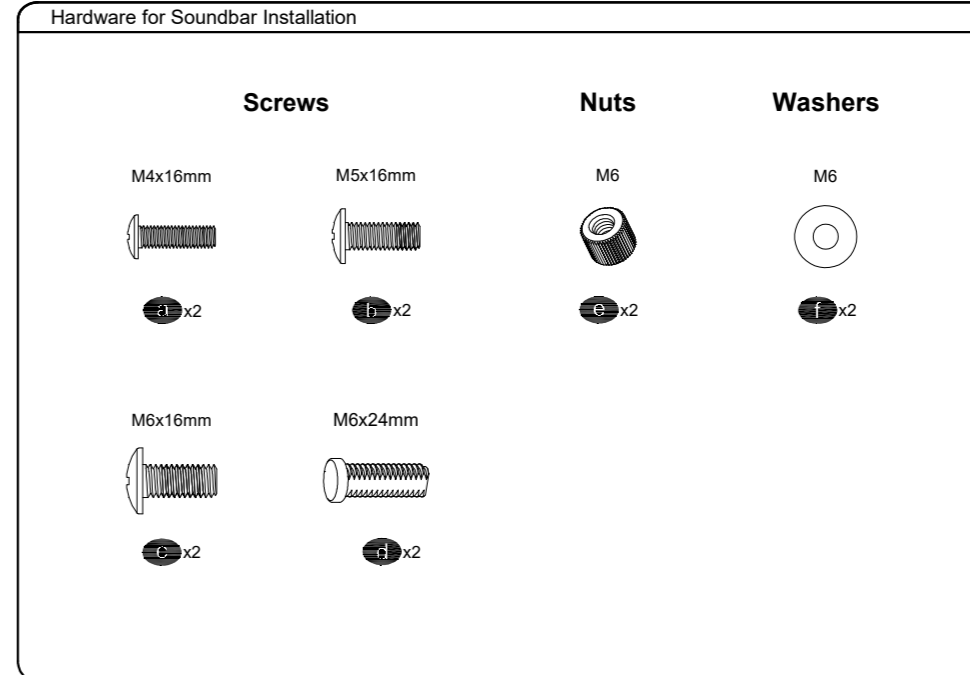 Hardware for Soundbar Installation
Screws Nuts Washers
M4x16mm M5x16mm M6 M6
a x2 b x2 e x2 f x2
M6x16mm M6x24mm
c x2 d x2